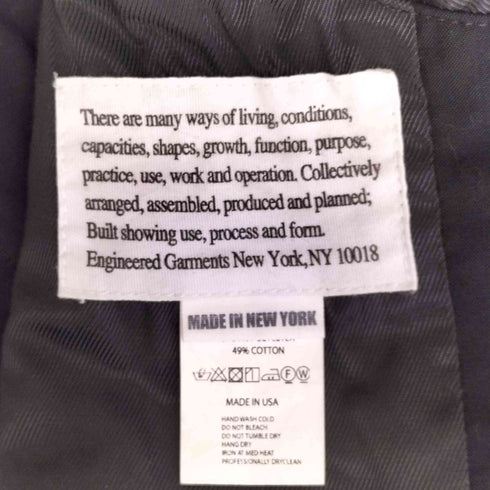 There are many ways of living, conditions,
capacities, shapes, growth, function, purpose,
practice, use, work and operation. Collectively
arranged, assembled, produced and planned;
Built showing use, process and form.
Engineered Garments New York, NY 10018
MADE IN NEW YORK
49% COTTON
F W
MADE IN USA
HAND WASH COLD
DO NOT BLEACH
DO NOT TUMBLE DRY
HANG DRY
IRON AT MED HEAT
PROFESSIONALLY DRYCLEAN